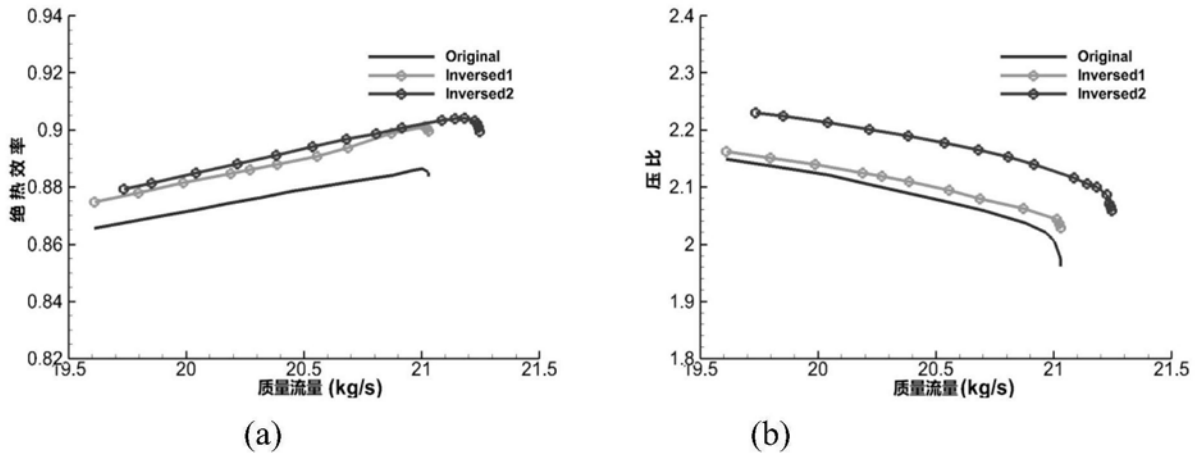 0.94
0.92
0.9
0.88
0.86
0.84
0.82
绝热效率
Original
Inversed1
Inversed2
19.5 20 20.5 21 21.5
质量流量 (kg/s)
(a)
2.4
2.3
2.2
2.1
2
1.9
1.8
压比
Original
Inversed1
Inversed2
19.5 20 20.5 21 21.5
质量流量 (kg/s)
(b)